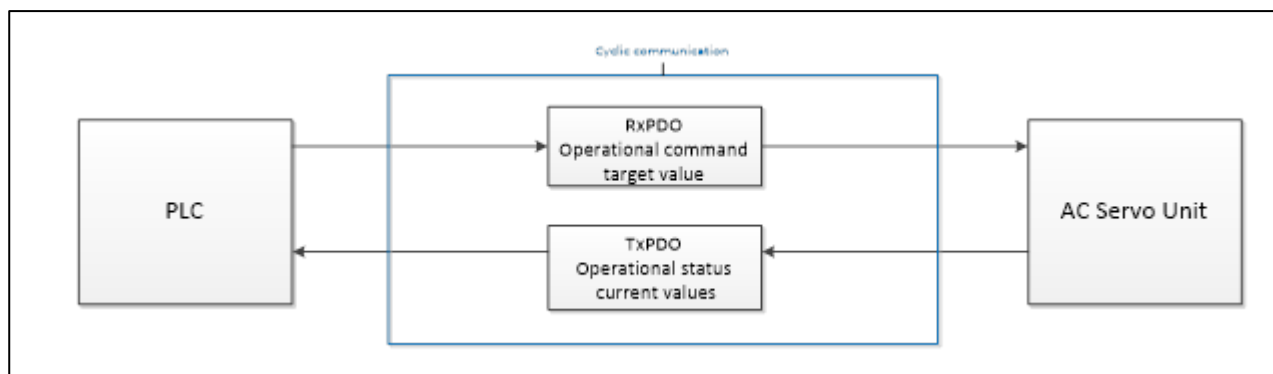 Cyclic communication
PLC
RxPDO
Operational command
target value
TxPDO
Operational status
current values
AC Servo Unit